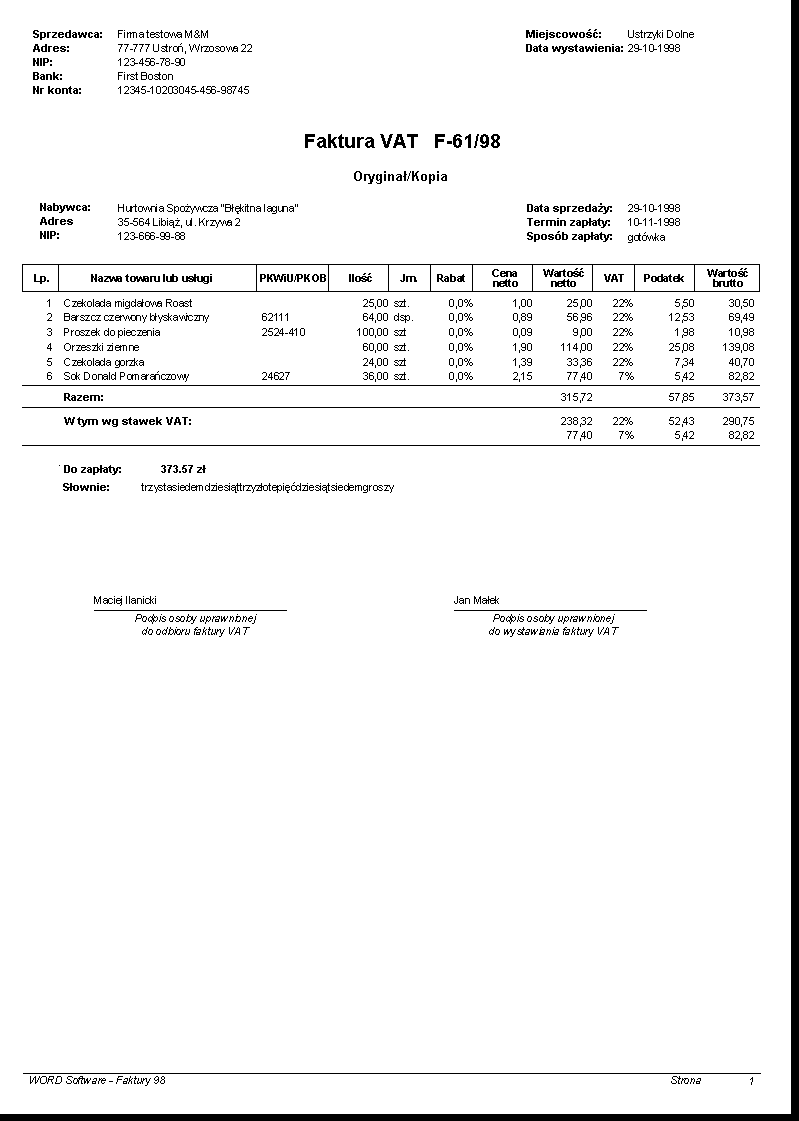 Sprzedawca: Firma testowa M&M Miejscowość: Ustrzyki Dolne
Adres: 77-777 Ustroń, Wrzosowa 22 Data wystawienia: 29-10-1998
NIP: 123-456-78-90
Bank: First Boston
Nr konta: 12345-10203045-456-98745
Faktura VAT F-61/98
Oryginał/Kopia
Nabywca: Hurtownia Spożywcza "Błękitna laguna" Data sprzedaży: 29-10-1998
Adres 35-564 Libiąż, ul. Krzywa 2 Termin zapłaty: 10-11-1998
NIP: 123-666-99-88 Sposób zapłaty: gotówka
Lp. Nazwa towaru lub usługi PKWiU/PKOB Ilość Jm. Rabat Cena netto Wartość netto VAT Podatek Wartość brutto
1 Czekolada migdałowa Roast 25,00 szt. 0,0% 1,00 25,00 22% 5,50 30,50
2 Barszcz czerwony błyskawiczny 62111 64,00 dsp. 0,0% 0,89 56,96 22% 12,53 69,49
3 Proszek do pieczenia 2524-410 100,00 szt 0,0% 0,09 9,00 22% 1,98 10,98
4 Orzeszki ziemne 60,00 szt. 0,0% 1,90 114,00 22% 25,08 139,08
5 Czekolada gorzka 24,00 szt 0,0% 1,39 33,36 22% 7,34 40,70
6 Sok Donald Pomarańczowy 24627 36,00 szt. 0,0% 2,15 77,40 7% 5,42 82,82
Razem: 315,72 57,85 373,57
W tym wg stawek VAT: 238,32 22% 52,43 290,75
77,40 7% 5,42 82,82
Do zapłaty: 373.57 zł
Słownie: trzystasiedemdziesiąttrzyzłotepięćdziesiątsiedemgroszy
Maciej Ilanicki Jan Małek
Podpis osoby uprawnionej Podpis osoby uprawnionej
do odbioru faktury VAT do wystawiania faktury VAT
WORD Software - Faktury 98 Strona 1